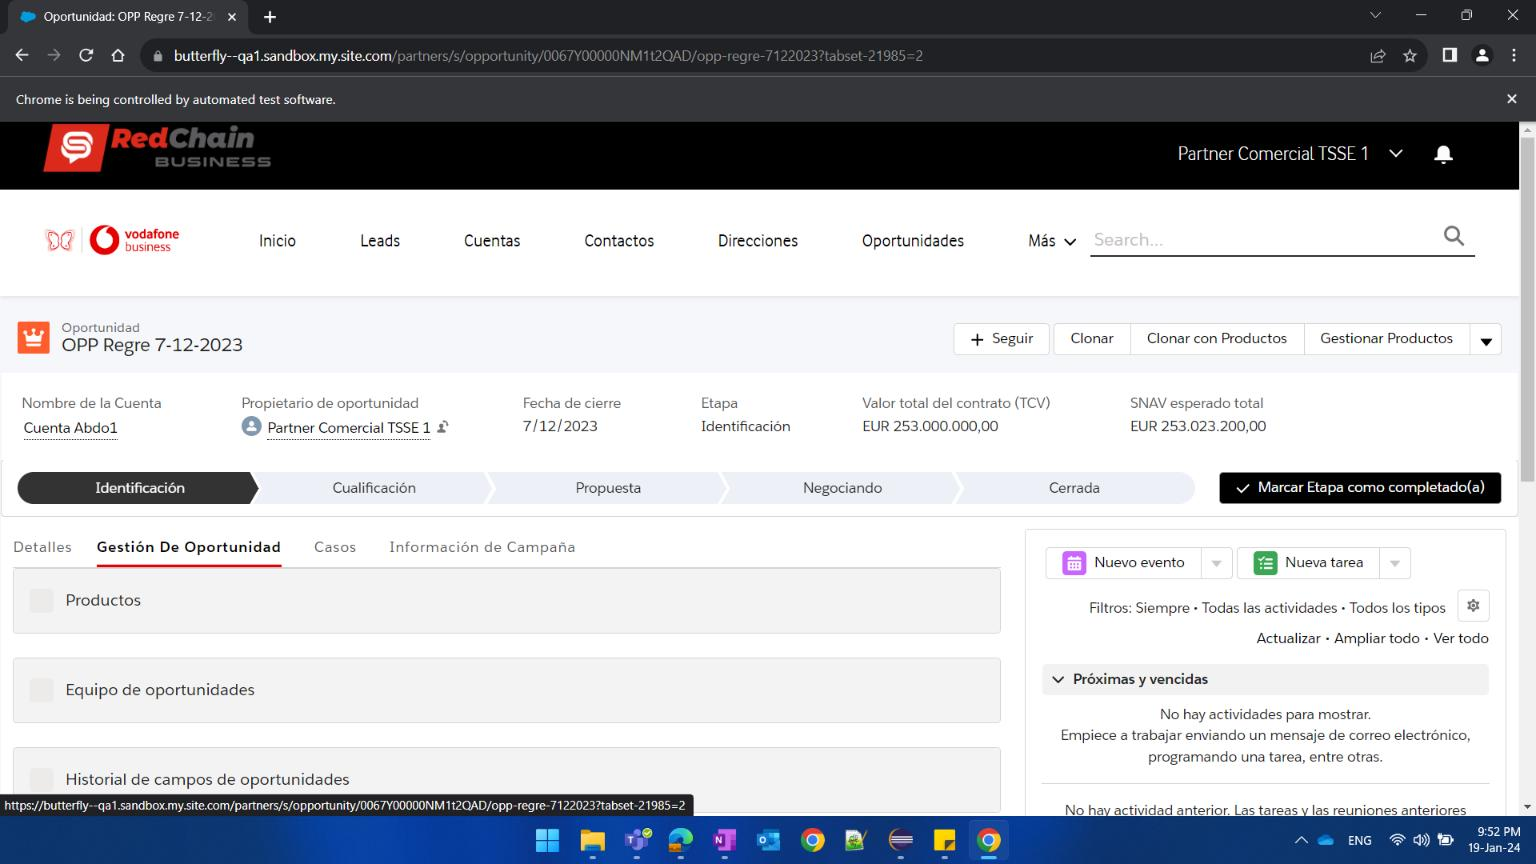 Oportunidad: OPP Regre 7-12-2
butterfly--qa1.sandbox.my.site.com/partners/s/opportunity/0067Y00000NM1t2QAD/opp-regre-7122023?tabset-21985=2
Chrome is being controlled by automated test software.
RedChain
BUSINESS
Partner Comercial TSSE 1
vodafone
business
Inicio
Leads
Cuentas
Contactos
Direcciones
Oportunidades
Más
Search...
Oportunidad
OPP Regre 7-12-2023
Seguir
Clonar
Clonar con Productos
Gestionar Productos
Nombre de la Cuenta
Cuenta Abdo1
Propietario de oportunidad
Partner Comercial TSSE 1
Fecha de cierre
7/12/2023
Etapa
Identificación
Valor total del contrato (TCV)
EUR 253.000.000,00
SNAV esperado total
EUR 253.023.200,00
Identificación
Cualificación
Propuesta
Negociando
Cerrada
Marcar Etapa como completado(a)
Detalles
Gestión De Oportunidad
Casos
Información de Campaña
Productos
Equipo de oportunidades
Historial de campos de oportunidades
Nuevo evento
Nueva tarea
Filtros: Siempre • Todas las actividades • Todos los tipos
Actualizar • Ampliar todo • Ver todo
Próximas y vencidas
No hay actividades para mostrar.
Empiece a trabajar enviando un mensaje de correo electrónico,
programando una tarea, entre otras.
No hay actividad anterior. Las tareas y las reuniones anteriores
https://butterfly--qa1.sandbox.my.site.com/partners/s/opportunity/0067Y00000NM1t2QAD/opp-regre-7122023?tabset-21985=2
ENG
9:52 PM
19-Jan-24